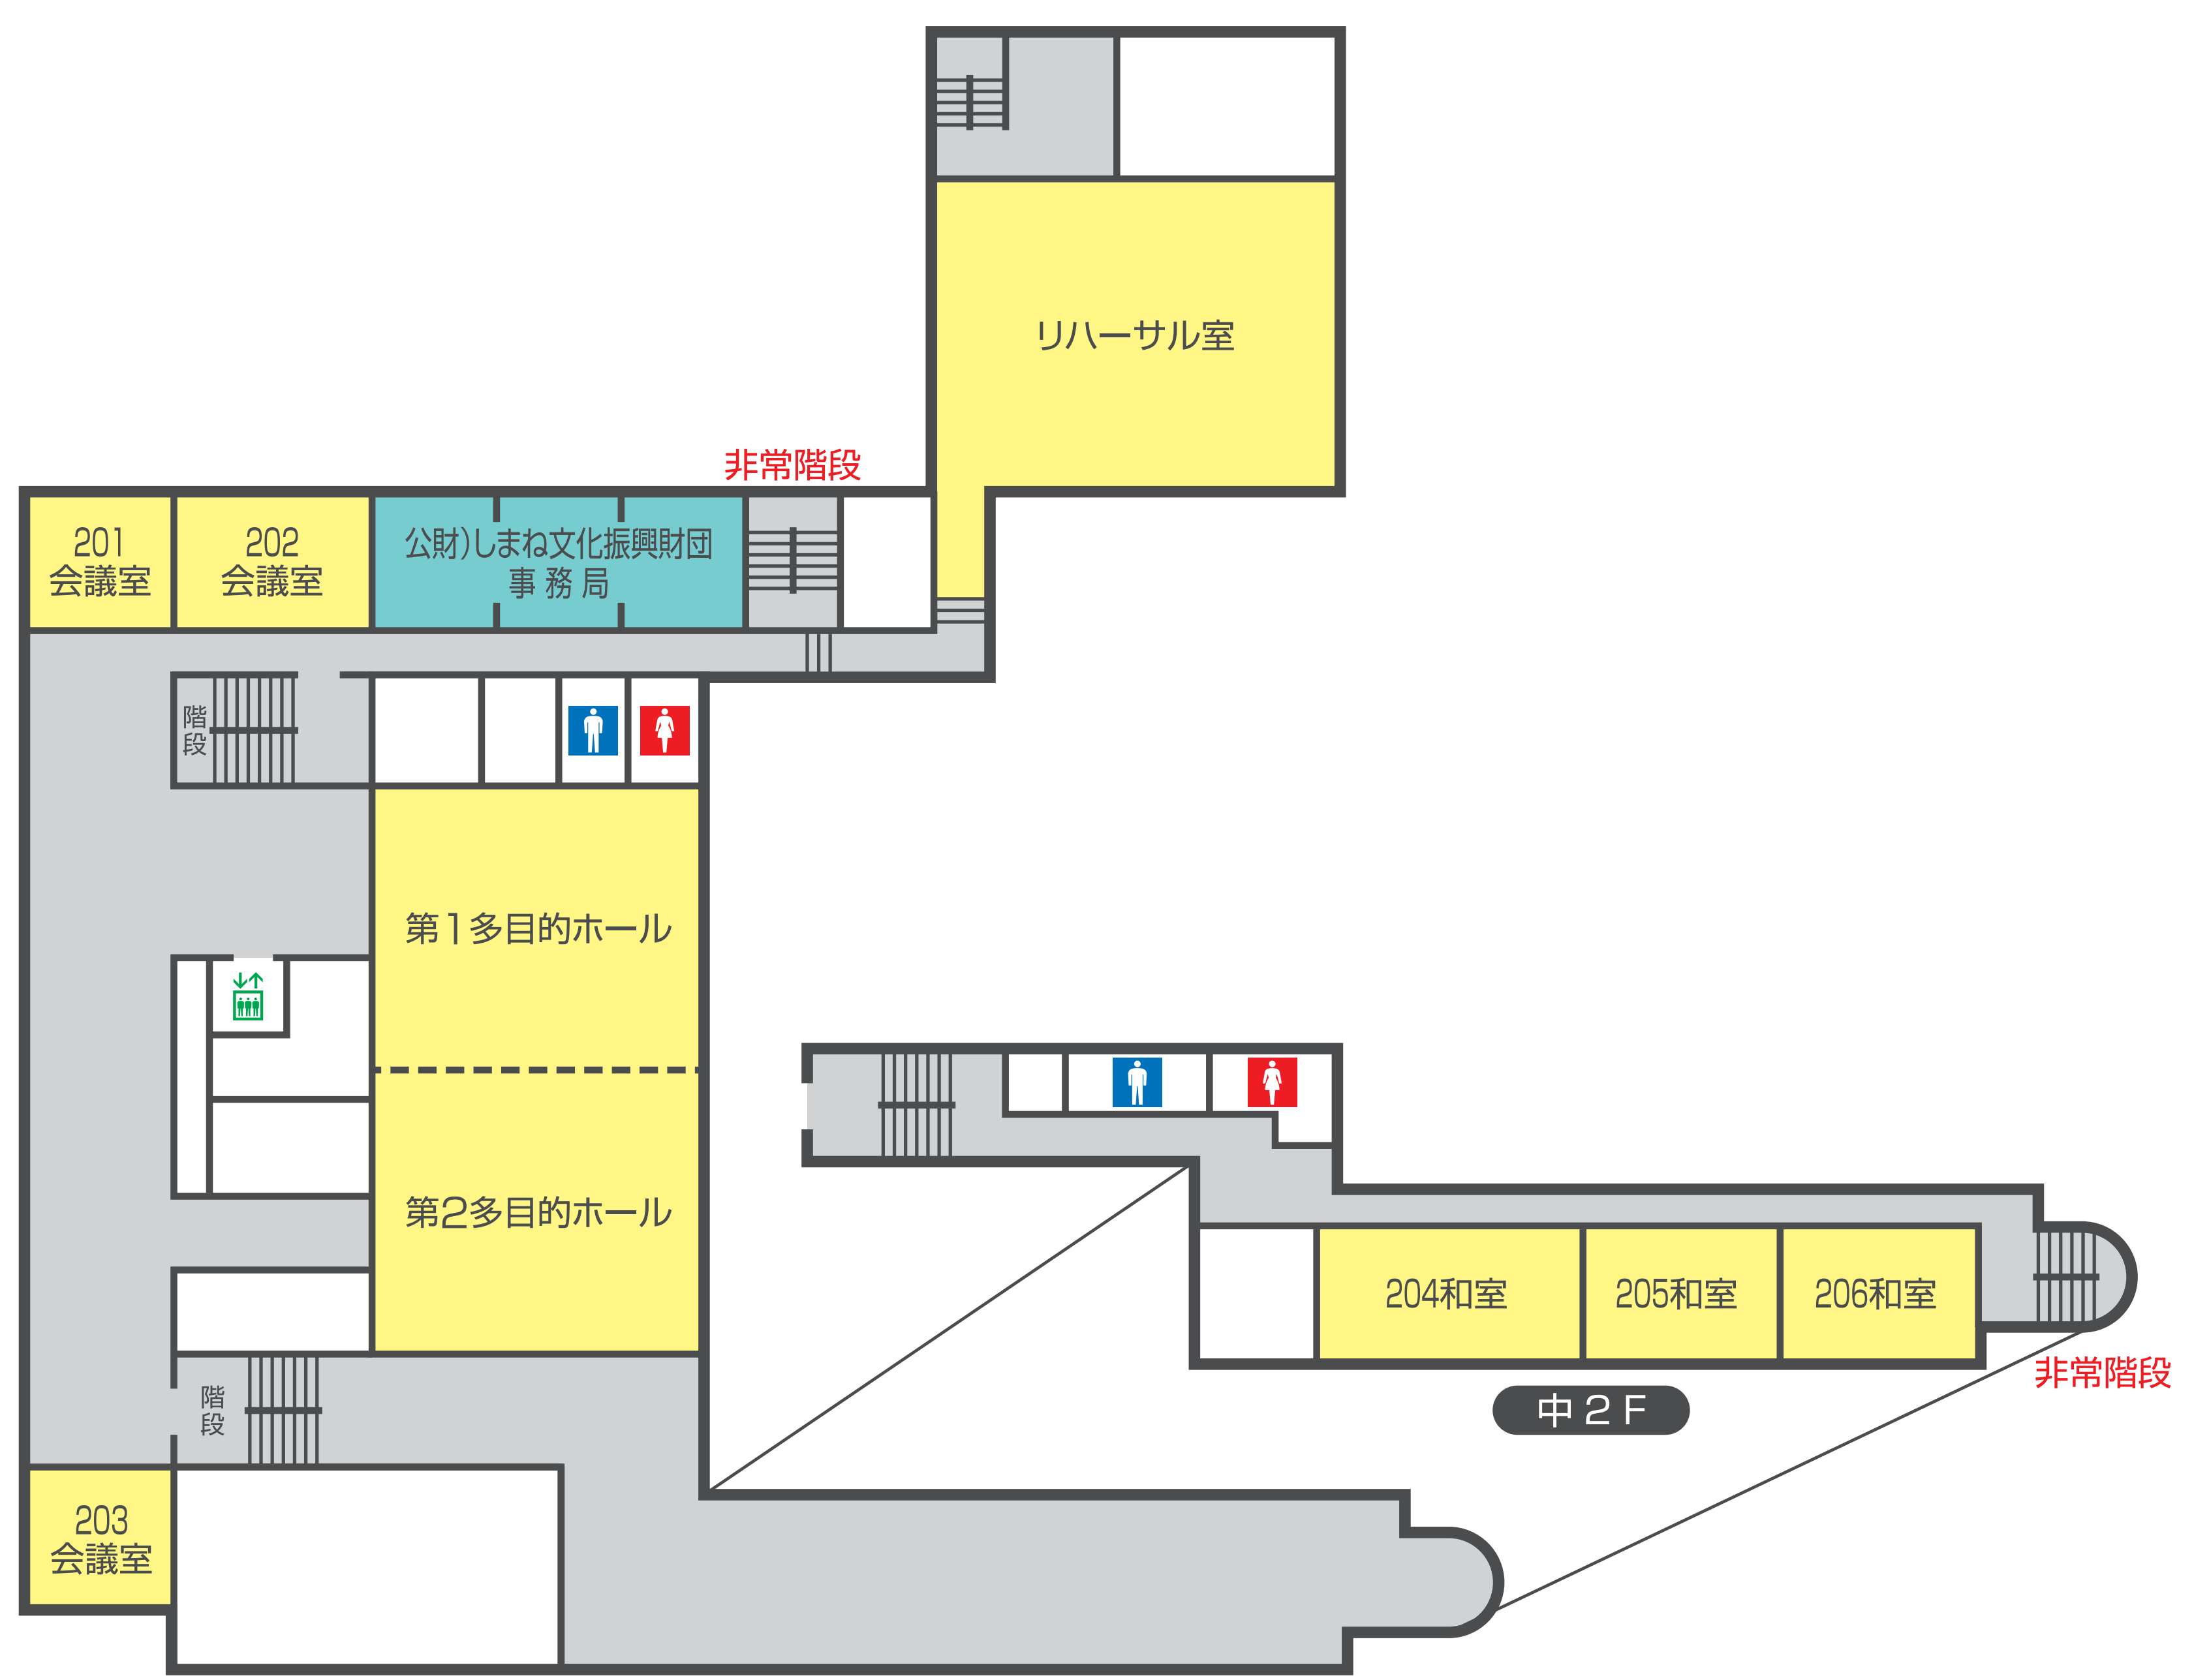 リハーサル室
非常階段
201
会議室
202
会議室
公財)しまね文化振興財団
事務局
階段
第1多目的ホール
第2多目的ホール
204和室
205和室
206和室
非常階段
中2F
階段
203
会議室